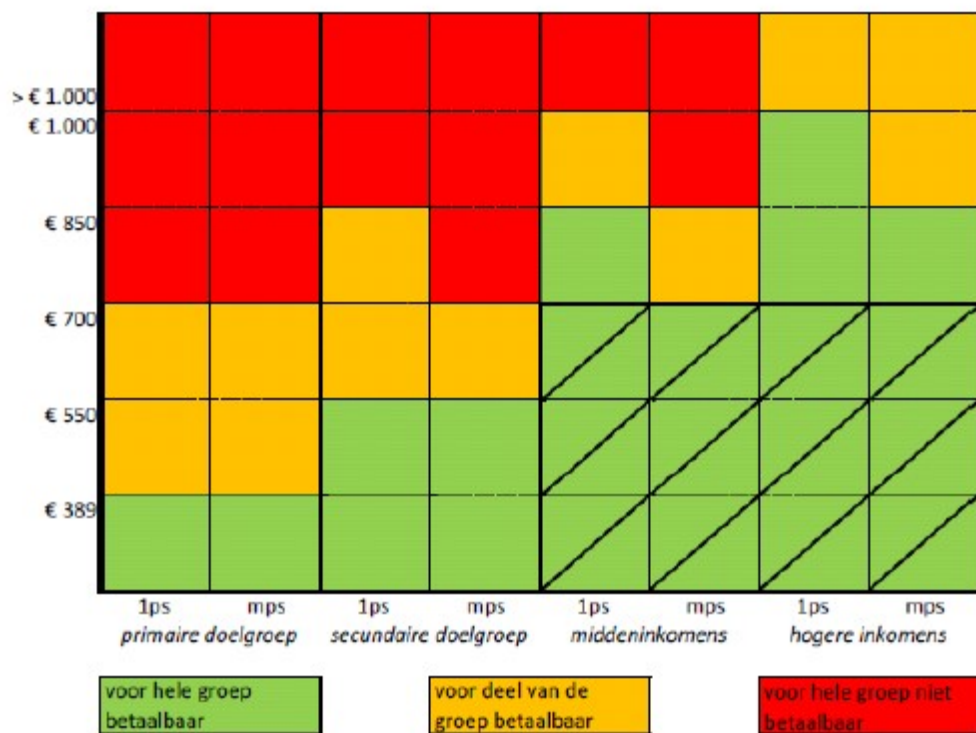 > € 1.000
€ 1.000
€ 850
€ 700
€ 550
€ 389
1ps mps 1ps mps 1ps mps 1ps mps
primaire doelgroep secundaire doelgroep middeninkomens hogere inkomens
voor hele groep
betaalbaar
voor deel van de
groep betaalbaar
voor hele groep niet
betaalbaar